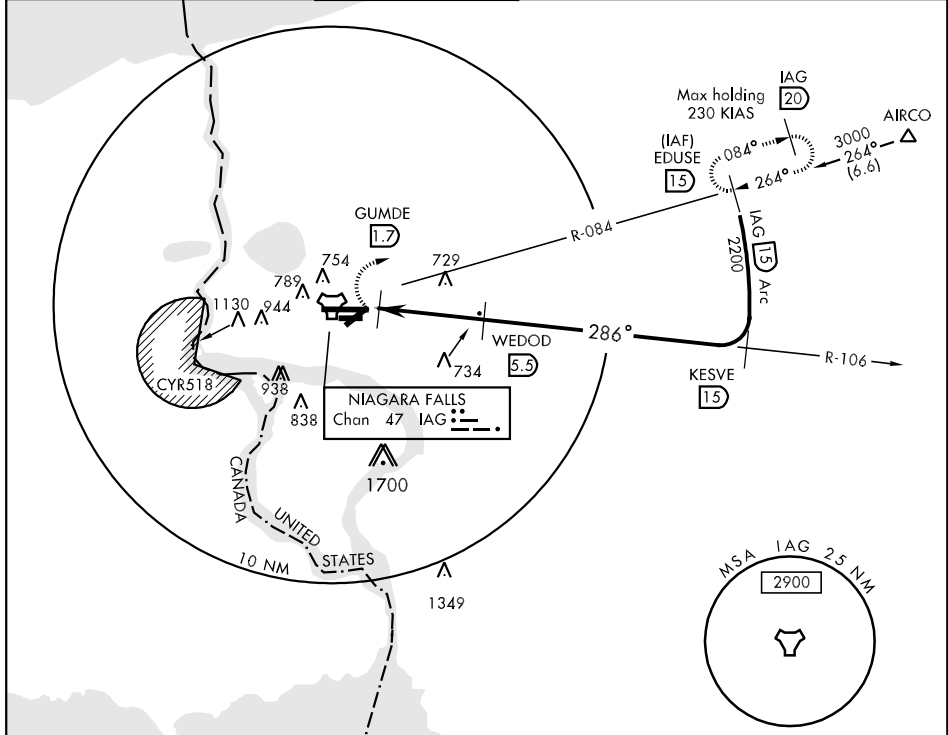 IAG
20
Max holding
230 KIAS
AIRCO
(IAF)
EDUSE
15
084°
264°
3000
264°
(6.6)
GUMDE
1.7
R-084
IAG 15 Arc
2200
754
729
789
1130
944
286°
WEDOD
5.5
734
KESVE
15
R-106
CYR518
938
838
NIAGARA FALLS
Chan 47 IAG
1700
CANADA
UNITED
STATES
10 NM
1349
MSA IAG 25 NM
2900